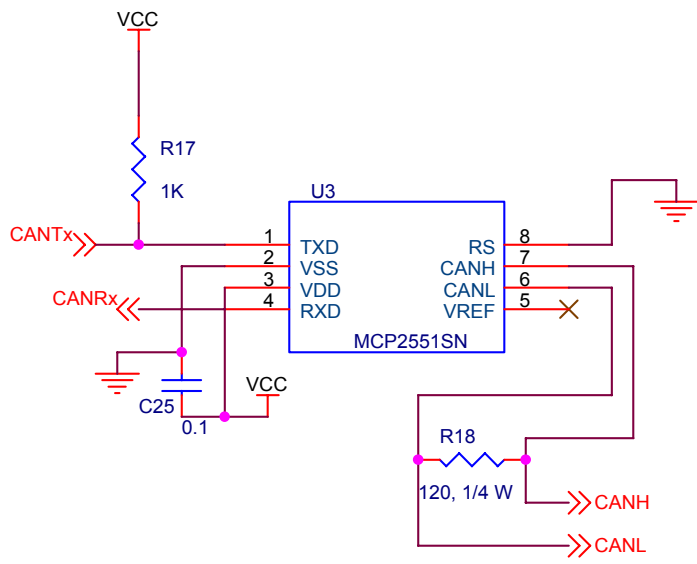 VCC
R17
1K
U3
CANTx
1
TXD
RS
8
2
VSS
CANH
7
3
VDD
CANL
6
CANRx
4
RXD
VREF
5
MCP2551SN
VCC
C25
0.1
R18
120, 1/4 W
CANH
CANL